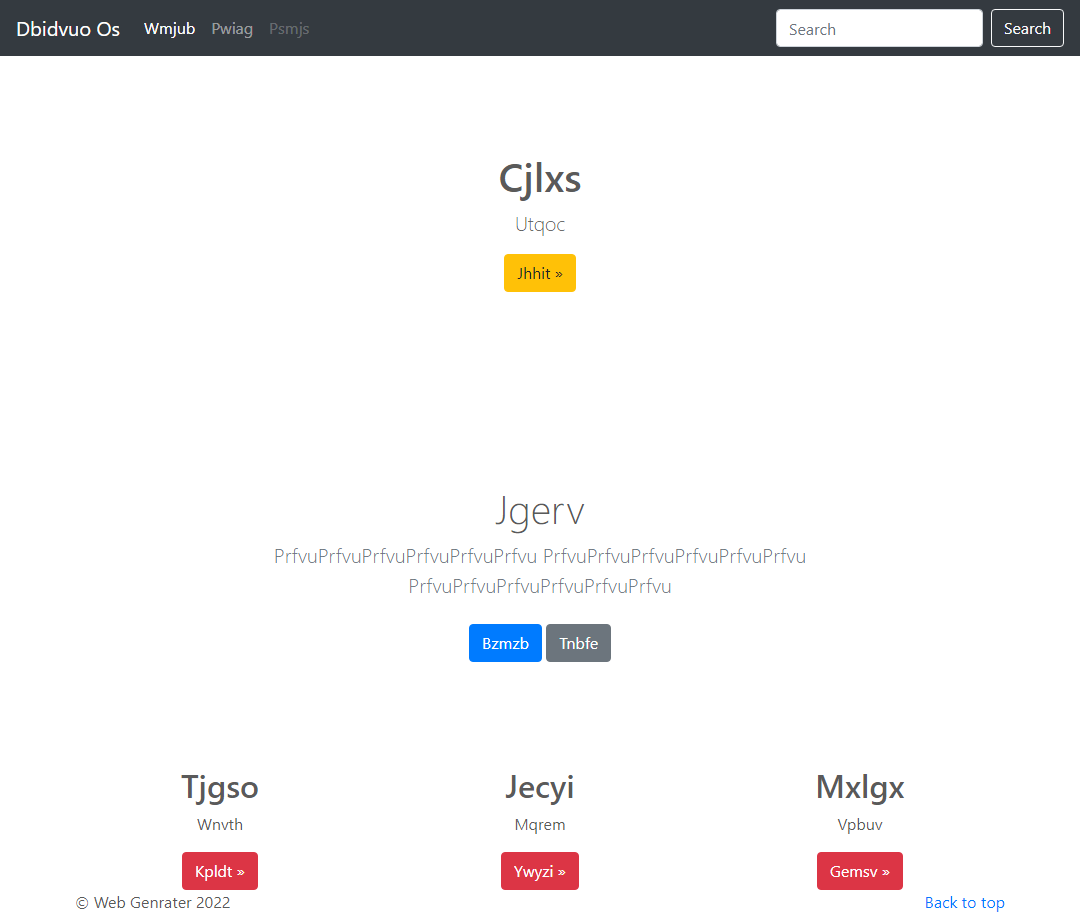 Dbidvuo Os Wmjub Pwiag Psmjs Search Search
Cjlxs
Utqoc
Jhhit »
Jgerv
PrfvuPrfvuPrfvuPrfvuPrfvuPrfvu PrfvuPrfvuPrfvuPrfvuPrfvuPrfvu
PrfvuPrfvuPrfvuPrfvuPrfvuPrfvu
Bzmzb Tnbfe
Tjgso Jecyi Mxlgx
Wnvth Mqrem Vpbuv
Kpldt » Ywyzi » Gemsv »
© Web Genrater 2022 Back to top